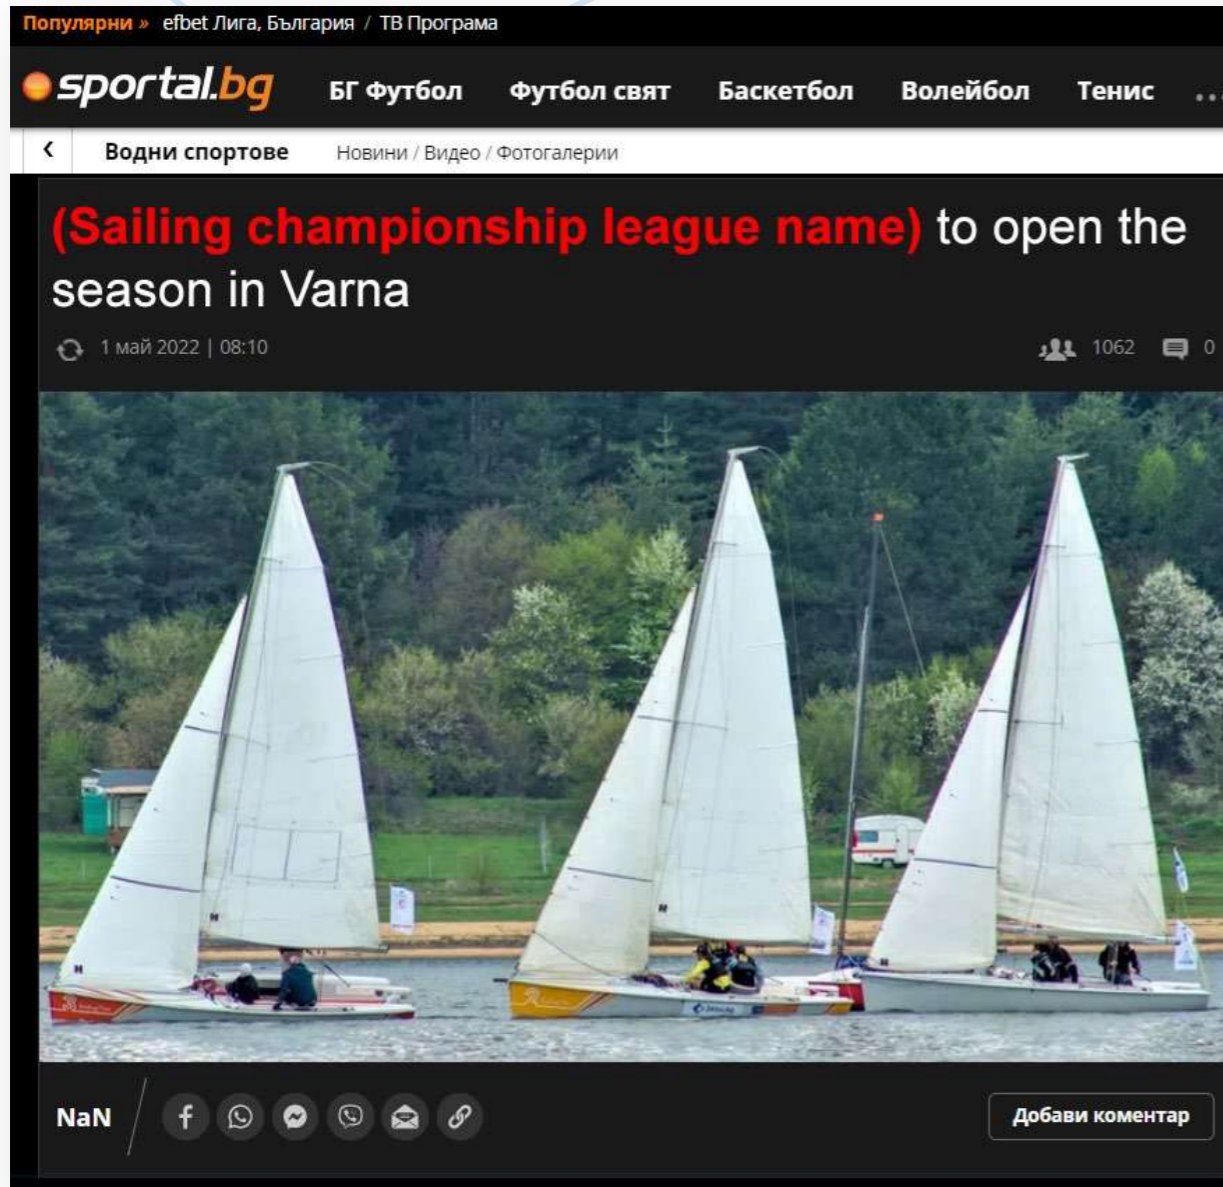 Популярни » efbet Лига, България / ТВ Програма
sportal.bg БГ Футбол Футбол свят Баскетбол Волейбол Тенис ...
‹ Водни спортове Новини / Видео / Фотогалерии
(Sailing championship league name) to open the
season in Varna
1 май 2022 | 08:10 1062 0
NaN Добави коментар